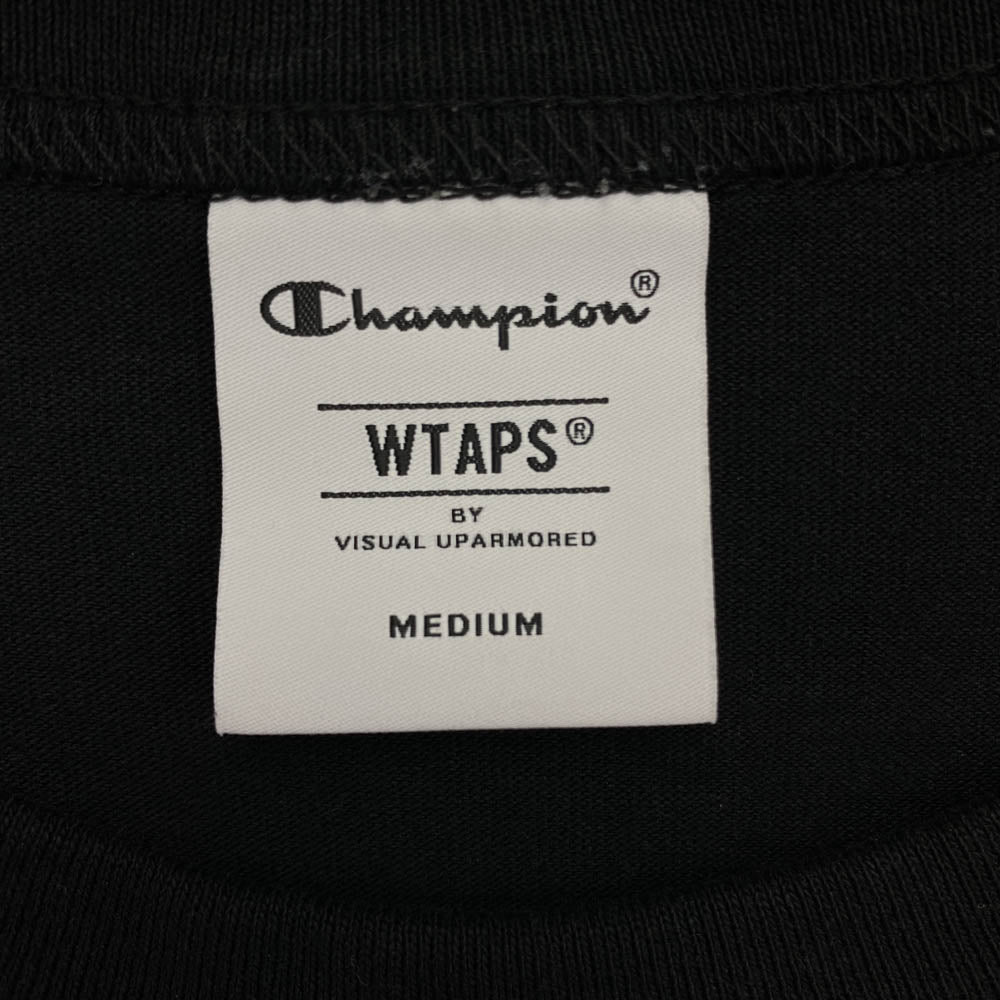 Champion®
WTAPS®
BY
VISUAL UPARMORED
MEDIUM